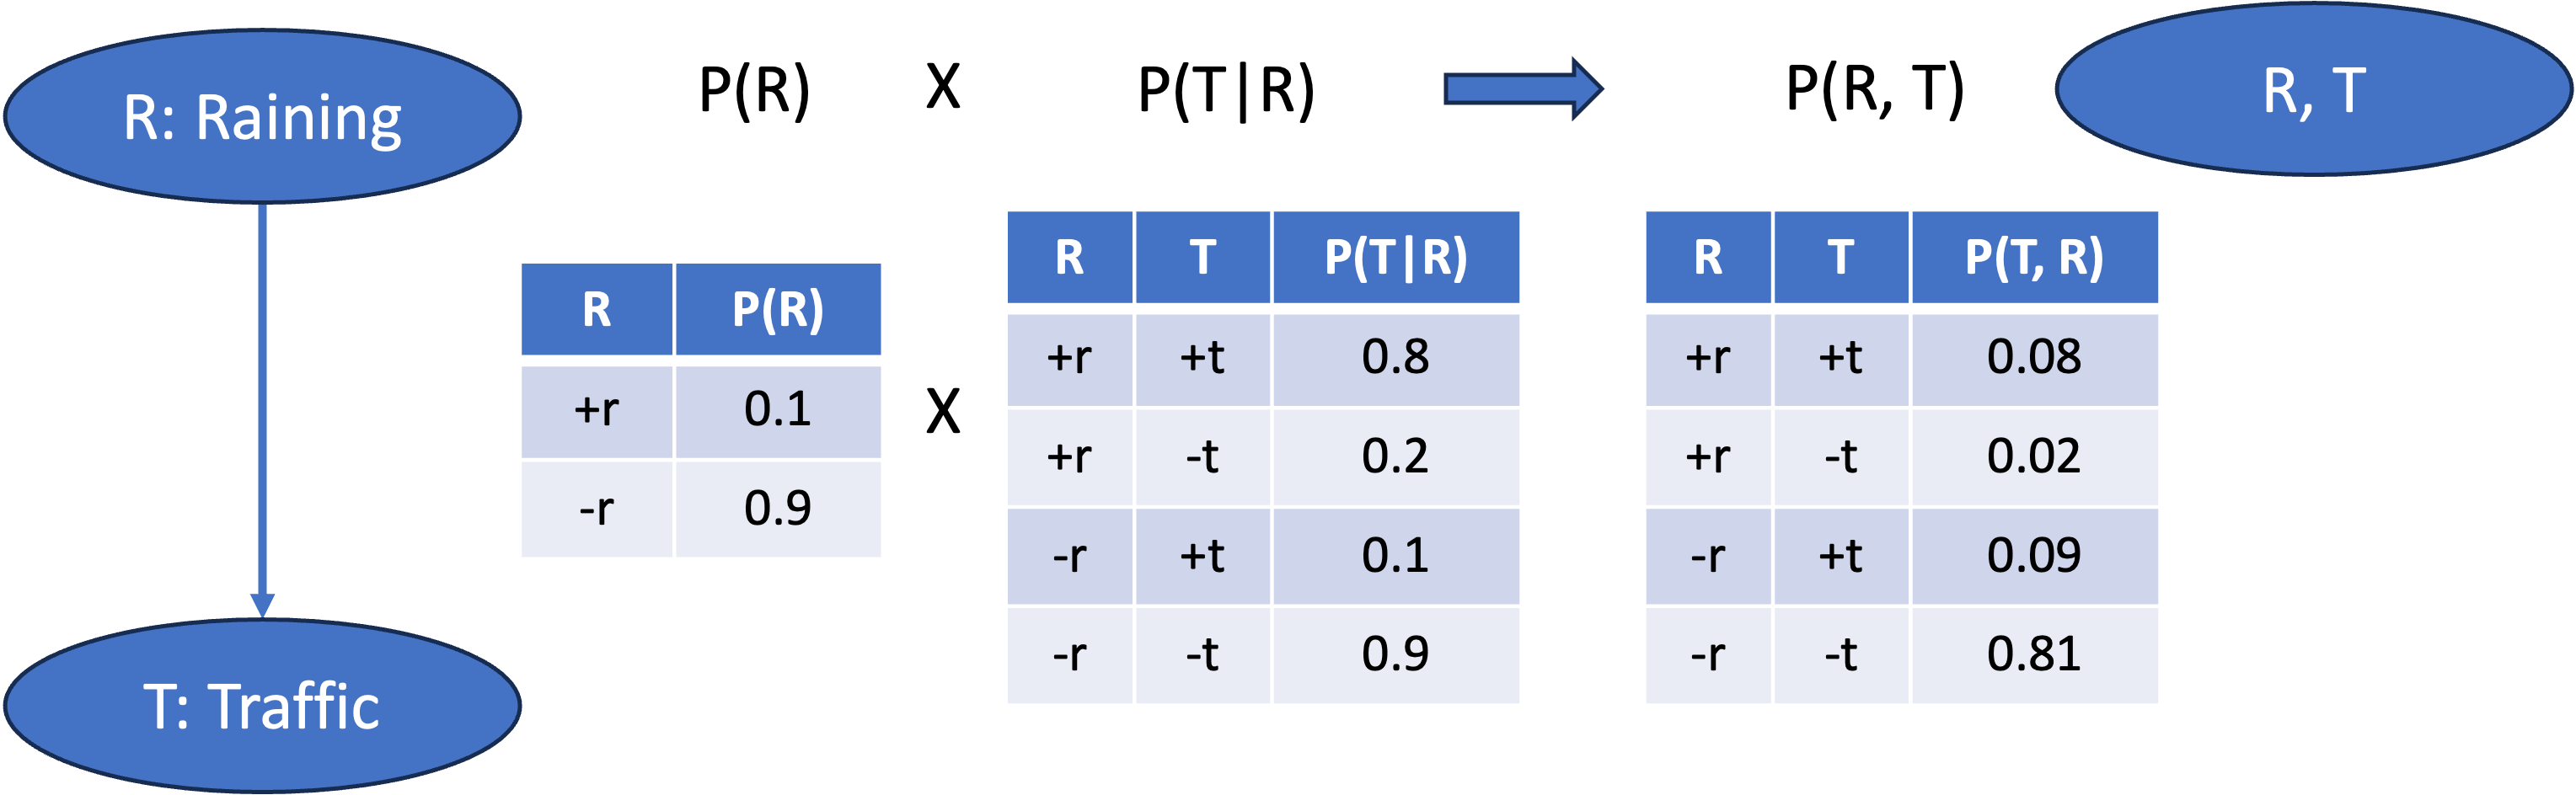 R: Raining
P(R) X P(T|R) P(R, T)
R, T
R P(R)
+r 0.1
-r 0.9
X
R T P(T|R)
+r +t 0.8
+r -t 0.2
-r +t 0.1
-r -t 0.9
R T P(T, R)
+r +t 0.08
+r -t 0.02
-r +t 0.09
-r -t 0.81
T: Traffic